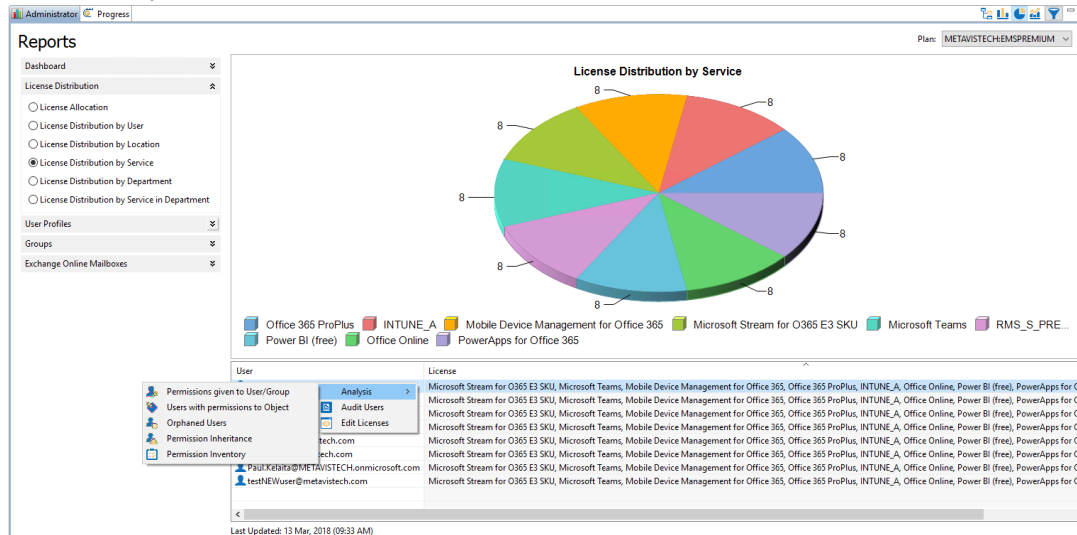 Administrator Progress
Reports
Plan: METAVISTECH:EMSPREMIUM
Dashboard
License Distribution
License Allocation
License Distribution by User
License Distribution by Location
License Distribution by Service
License Distribution by Department
License Distribution by Service in Department
User Profiles
Groups
Exchange Online Mailboxes
License Distribution by Service
8
8
8
8
8
8
8
8
8
Office 365 ProPlus INTUNE_A Mobile Device Management for Office 365 Microsoft Stream for O365 E3 SKU Microsoft Teams RMS_S_PRE...
Power BI (free) Office Online PowerApps for Office 365
User License
Microsoft Stream for O365 E3 SKU, Microsoft Teams, Mobile Device Management for Office 365, Office 365 ProPlus, INTUNE_A, Office Online, Power BI (free), PowerApps for
Microsoft Stream for O365 E3 SKU, Microsoft Teams, Mobile Device Management for Office 365, Office 365 ProPlus, INTUNE_A, Office Online, Power BI (free), PowerApps for
Microsoft Stream for O365 E3 SKU, Microsoft Teams, Mobile Device Management for Office 365, Office 365 ProPlus, INTUNE_A, Office Online, Power BI (free), PowerApps for
Microsoft Stream for O365 E3 SKU, Microsoft Teams, Mobile Device Management for Office 365, Office 365 ProPlus, INTUNE_A, Office Online, Power BI (free), PowerApps for
tech.com Microsoft Stream for O365 E3 SKU, Microsoft Teams, Mobile Device Management for Office 365, Office 365 ProPlus, INTUNE_A, Office Online, Power BI (free), PowerApps for
tech.com Microsoft Stream for O365 E3 SKU, Microsoft Teams, Mobile Device Management for Office 365, Office 365 ProPlus, INTUNE_A, Office Online, Power BI (free), PowerApps for
Paul.Kelaita@METAVISTECH.onmicrosoft.com Microsoft Stream for O365 E3 SKU, Microsoft Teams, Mobile Device Management for Office 365, Office 365 ProPlus, INTUNE_A, Office Online, Power BI (free), PowerApps for
testNEWuser@metavistech.com Microsoft Stream for O365 E3 SKU, Microsoft Teams, Mobile Device Management for Office 365, Office 365 ProPlus, INTUNE_A, Office Online, Power BI (free), PowerApps for
Analysis
Audit Users
Edit Licenses
Permissions given to User/Group
Users with permissions to Object
Orphaned Users
Permission Inheritance
Permission Inventory
Last Updated: 13 Mar, 2018 (09:33 AM)